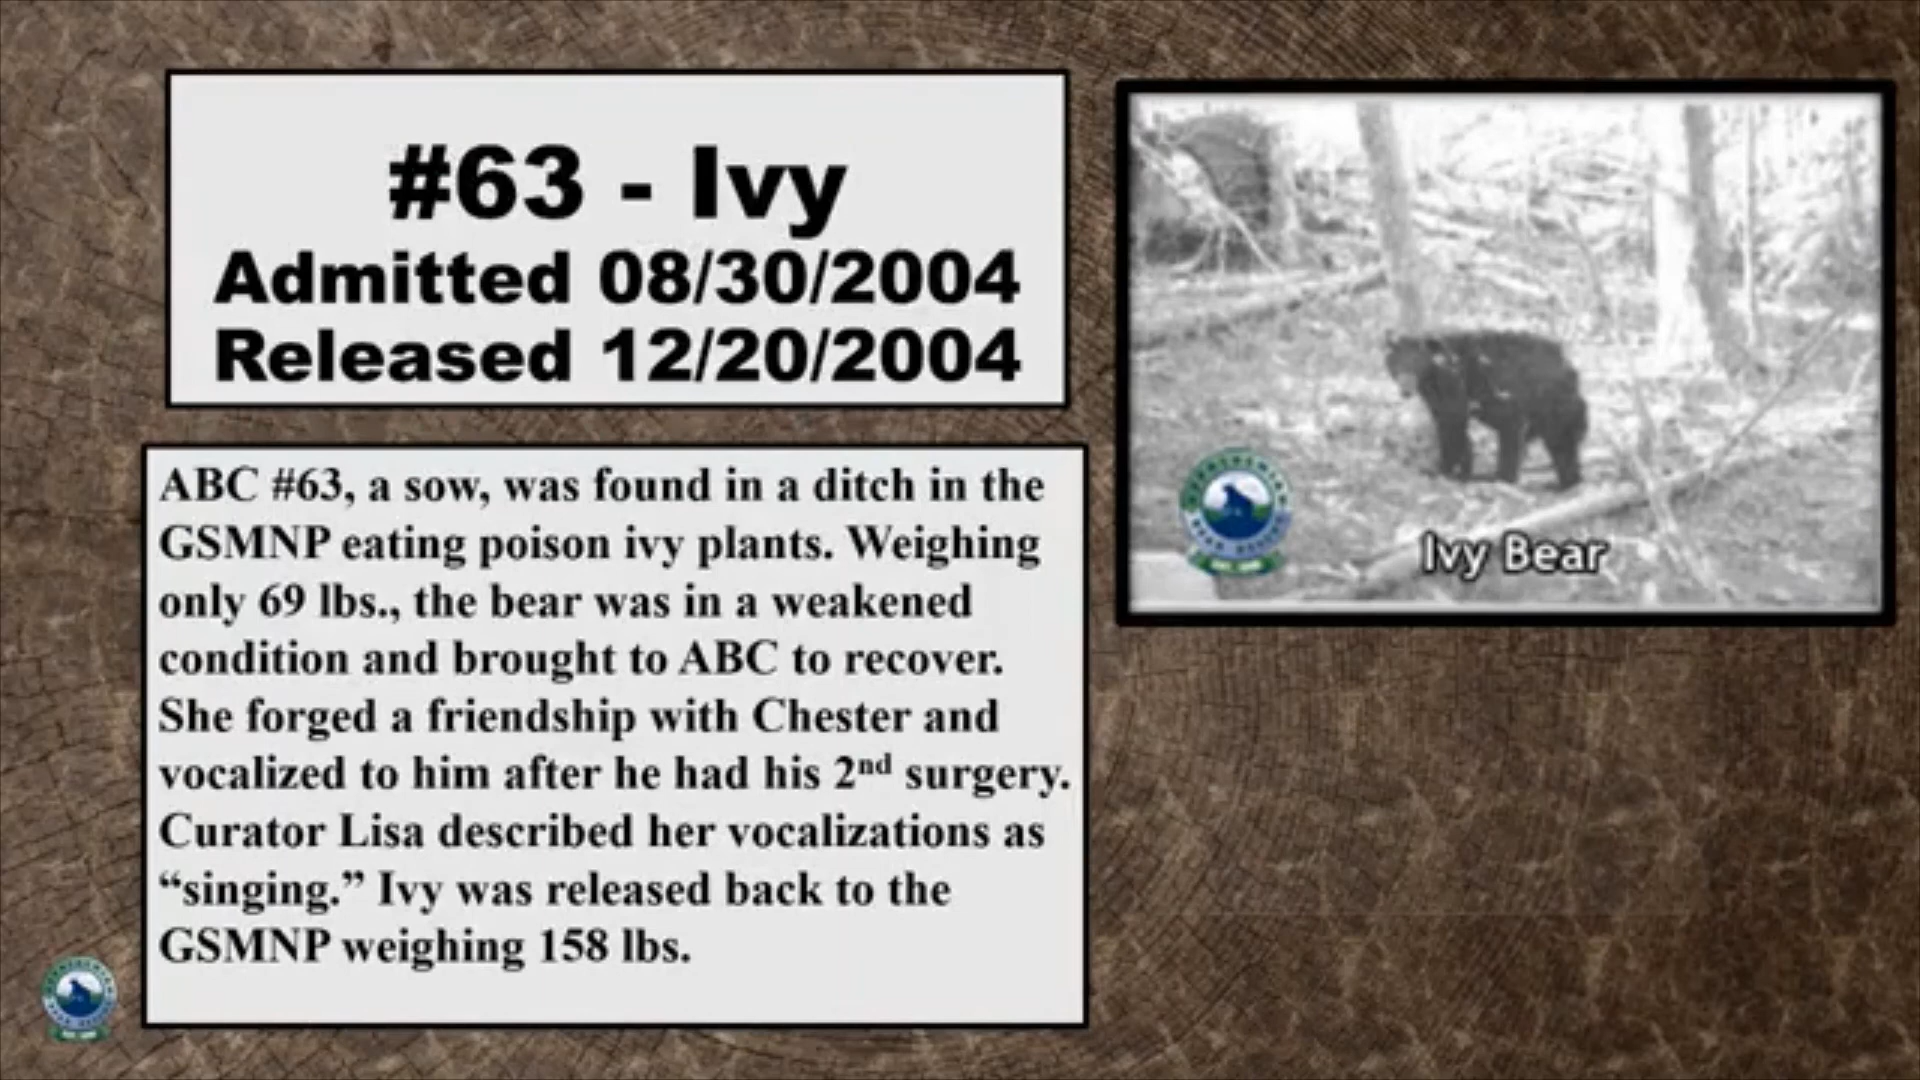 #63 - Ivy
Admitted 08/30/2004
Released 12/20/2004
ABC #63, a sow, was found in a ditch in the
GSMNP eating poison ivy plants. Weighing
only 69 lbs., the bear was in a weakened
condition and brought to ABC to recover.
She forged a friendship with Chester and
vocalized to him after he had his 2nd surgery.
Curator Lisa described her vocalizations as
“singing.” Ivy was released back to the
GSMNP weighing 158 lbs.
Ivy Bear